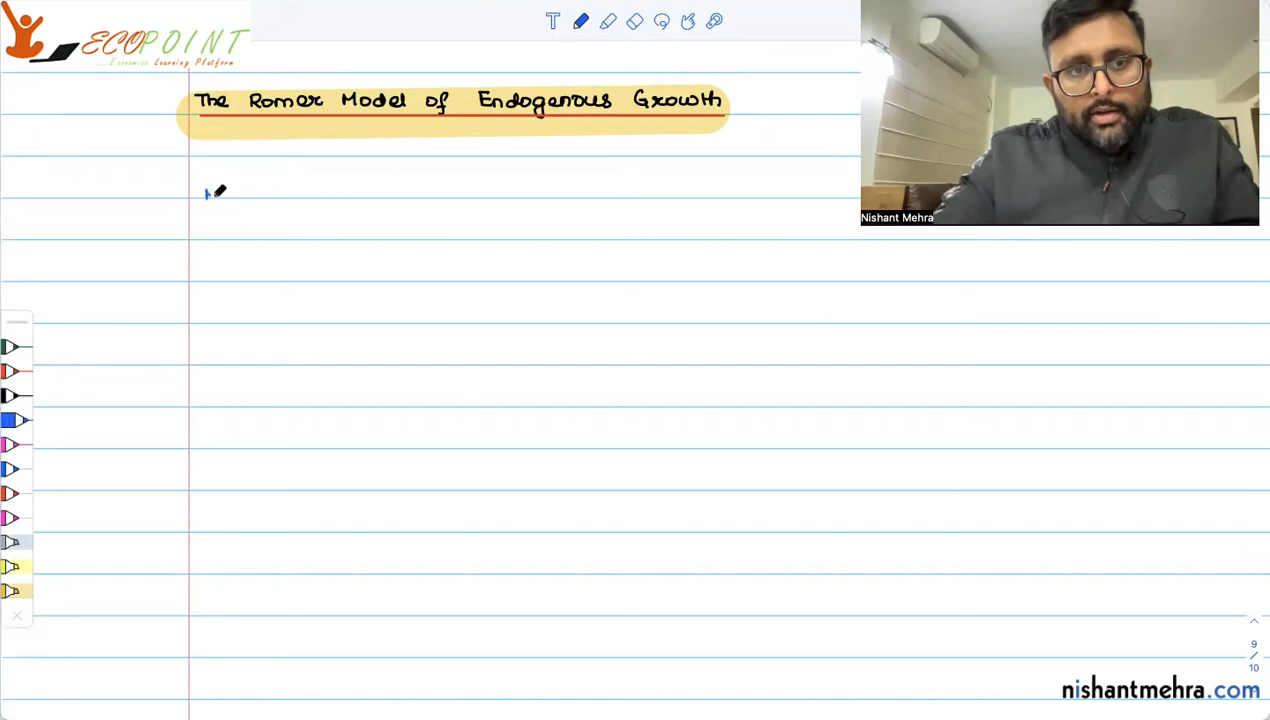 ECOPOINT
.....Economics Learning Platform
The Romer Model of Endogenous Growth
Nishant Mehra
9
/
10
nishantmehra.com